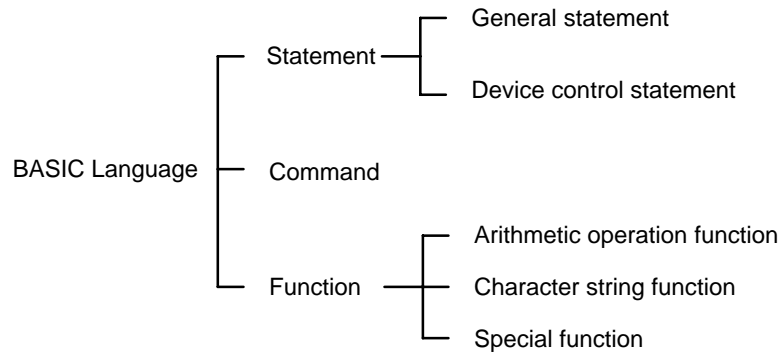 General statement
Statement
Device control statement
BASIC Language
Command
Arithmetic operation function
Function
Character string function
Special function